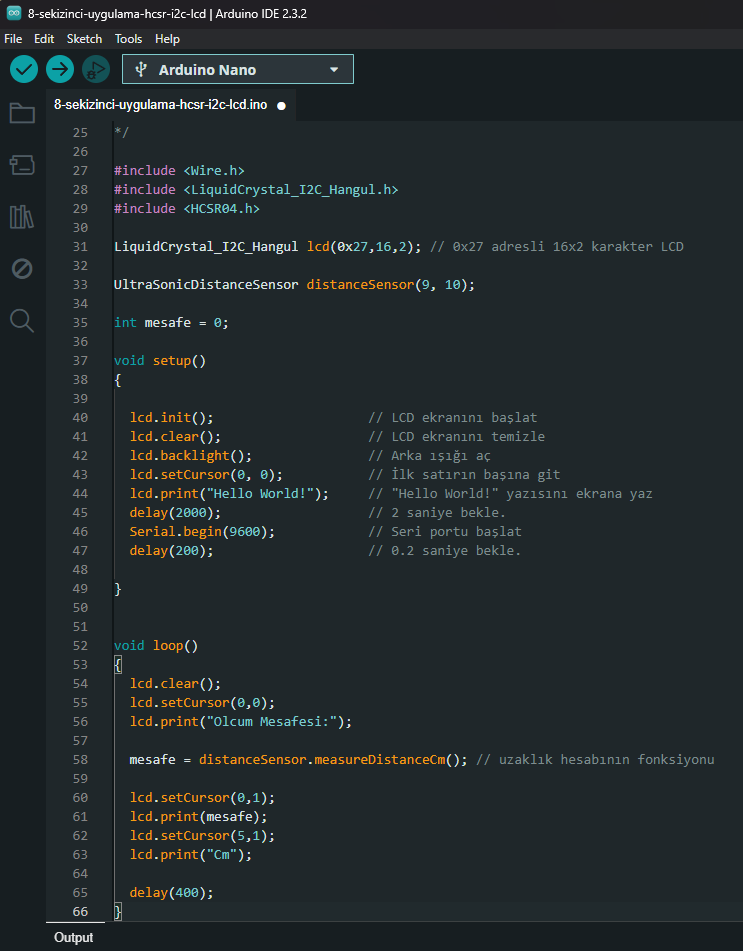 8-sekizinci-uygulama-hcsr-i2c-lcd | Arduino IDE 2.3.2
File Edit Sketch Tools Help
Arduino Nano
8-sekizinci-uygulama-hcsr-i2c-lcd.ino
25 */
26
27 #include <Wire.h>
28 #include <LiquidCrystal_I2C_Hangul.h>
29 #include <HCSR04.h>
30
31 LiquidCrystal_I2C_Hangul lcd(0x27,16,2); // 0x27 adresli 16x2 karakter LCD
32
33 UltraSonicDistanceSensor distanceSensor(9, 10);
34
35 int mesafe = 0;
36
37 void setup()
38 {
39
40 lcd.init(); // LCD ekranını başlat
41 lcd.clear(); // LCD ekranını temizle
42 lcd.backlight(); // Arka ışığı aç
43 lcd.setCursor(0, 0); // İlk satırın başına git
44 lcd.print("Hello World!"); // "Hello World!" yazısını ekrana yaz
45 delay(2000); // 2 saniye bekle.
46 Serial.begin(9600); // Seri portu başlat
47 delay(200); // 0.2 saniye bekle.
48
49 }
50
51
52 void loop()
53 {
54 lcd.clear();
55 lcd.setCursor(0,0);
56 lcd.print("Olcum Mesafesi:");
57
58 mesafe = distanceSensor.measureDistanceCm(); // uzaklık hesabının fonksiyonu
59
60 lcd.setCursor(0,1);
61 lcd.print(mesafe);
62 lcd.setCursor(5,1);
63 lcd.print("Cm");
64
65 delay(400);
66 }
Output